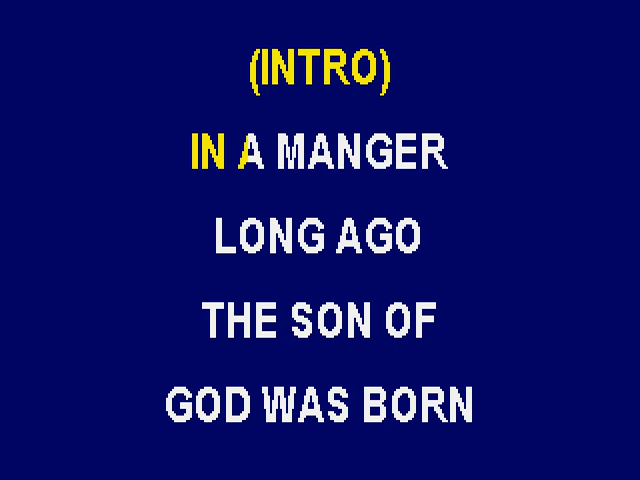 (INTRO)
IN A MANGER
LONG AGO
THE SON OF
GOD WAS BORN